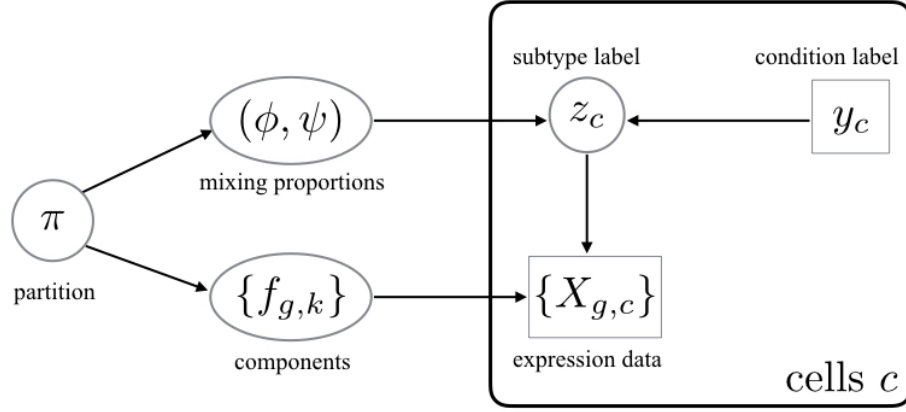 subtype label
condition label
(ϕ, ψ)
z_c
y_c
mixing proportions
π
partition
{f_{g,k}}
{X_{g,c}}
components
expression data
cells c